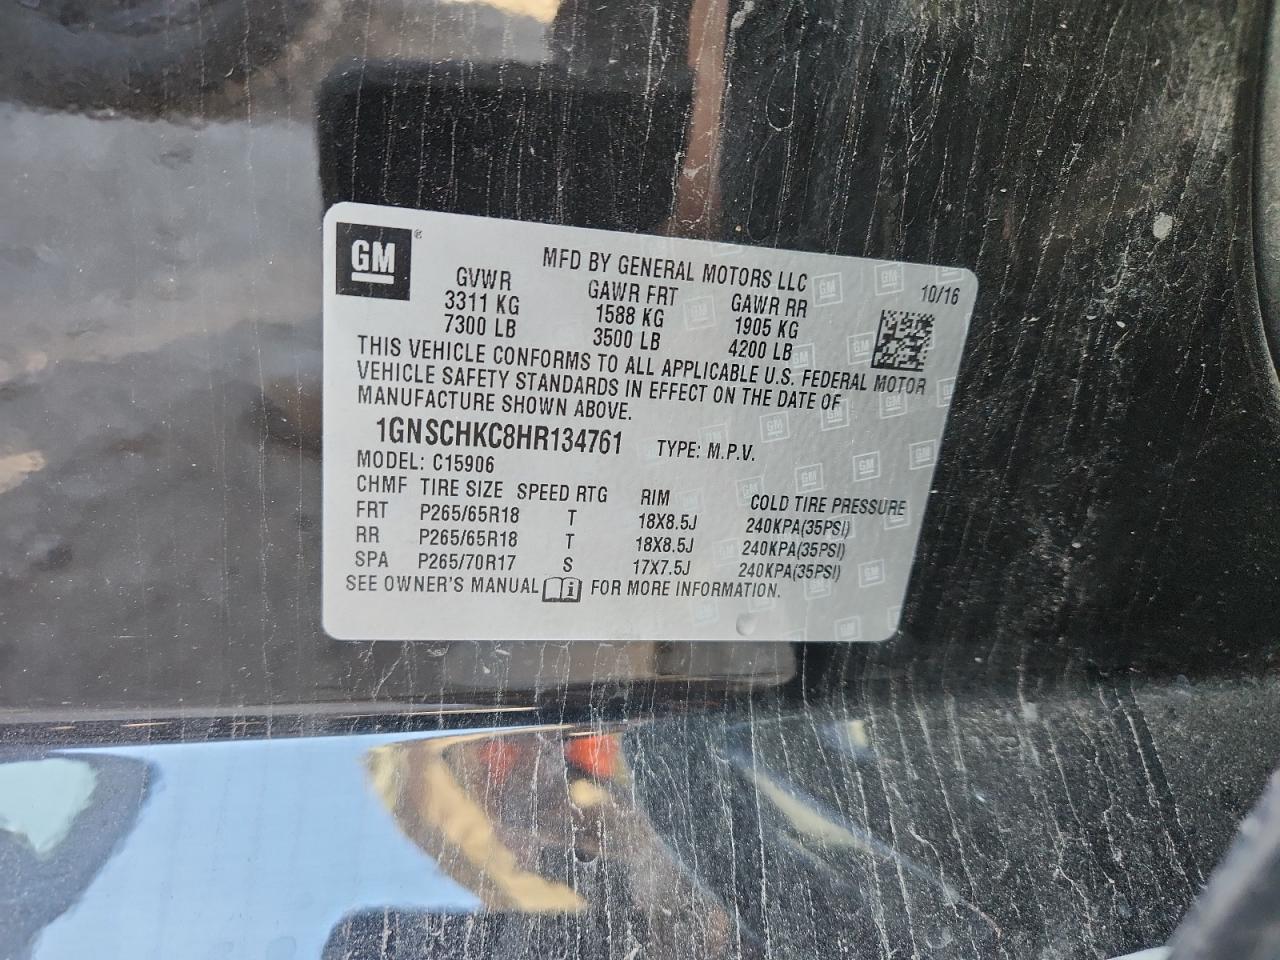 GM ®
MFD BY GENERAL MOTORS LLC
10/16
GVWR GAWR FRT GAWR RR
3311 KG 1588 KG 1905 KG
7300 LB 3500 LB 4200 LB
THIS VEHICLE CONFORMS TO ALL APPLICABLE U.S. FEDERAL MOTOR
VEHICLE SAFETY STANDARDS IN EFFECT ON THE DATE OF
MANUFACTURE SHOWN ABOVE.
1GNSCHKC8HR134761 TYPE: M.P.V.
MODEL: C15906
CHMF TIRE SIZE SPEED RTG RIM COLD TIRE PRESSURE
FRT P265/65R18 T 18X8.5J 240KPA(35PSI)
RR P265/65R18 T 18X8.5J 240KPA(35PSI)
SPA P265/70R17 S 17X7.5J 240KPA(35PSI)
SEE OWNER'S MANUAL i FOR MORE INFORMATION.